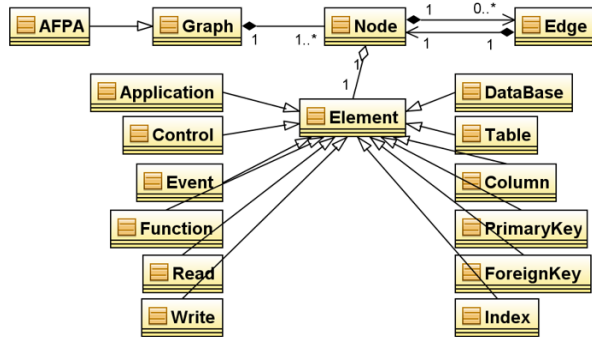 AFPA Graph 1 1..* Node 1 0..* 1 1 Edge
1
1
Application Element DataBase
Control Table
Event Column
Function PrimaryKey
Read ForeignKey
Write Index